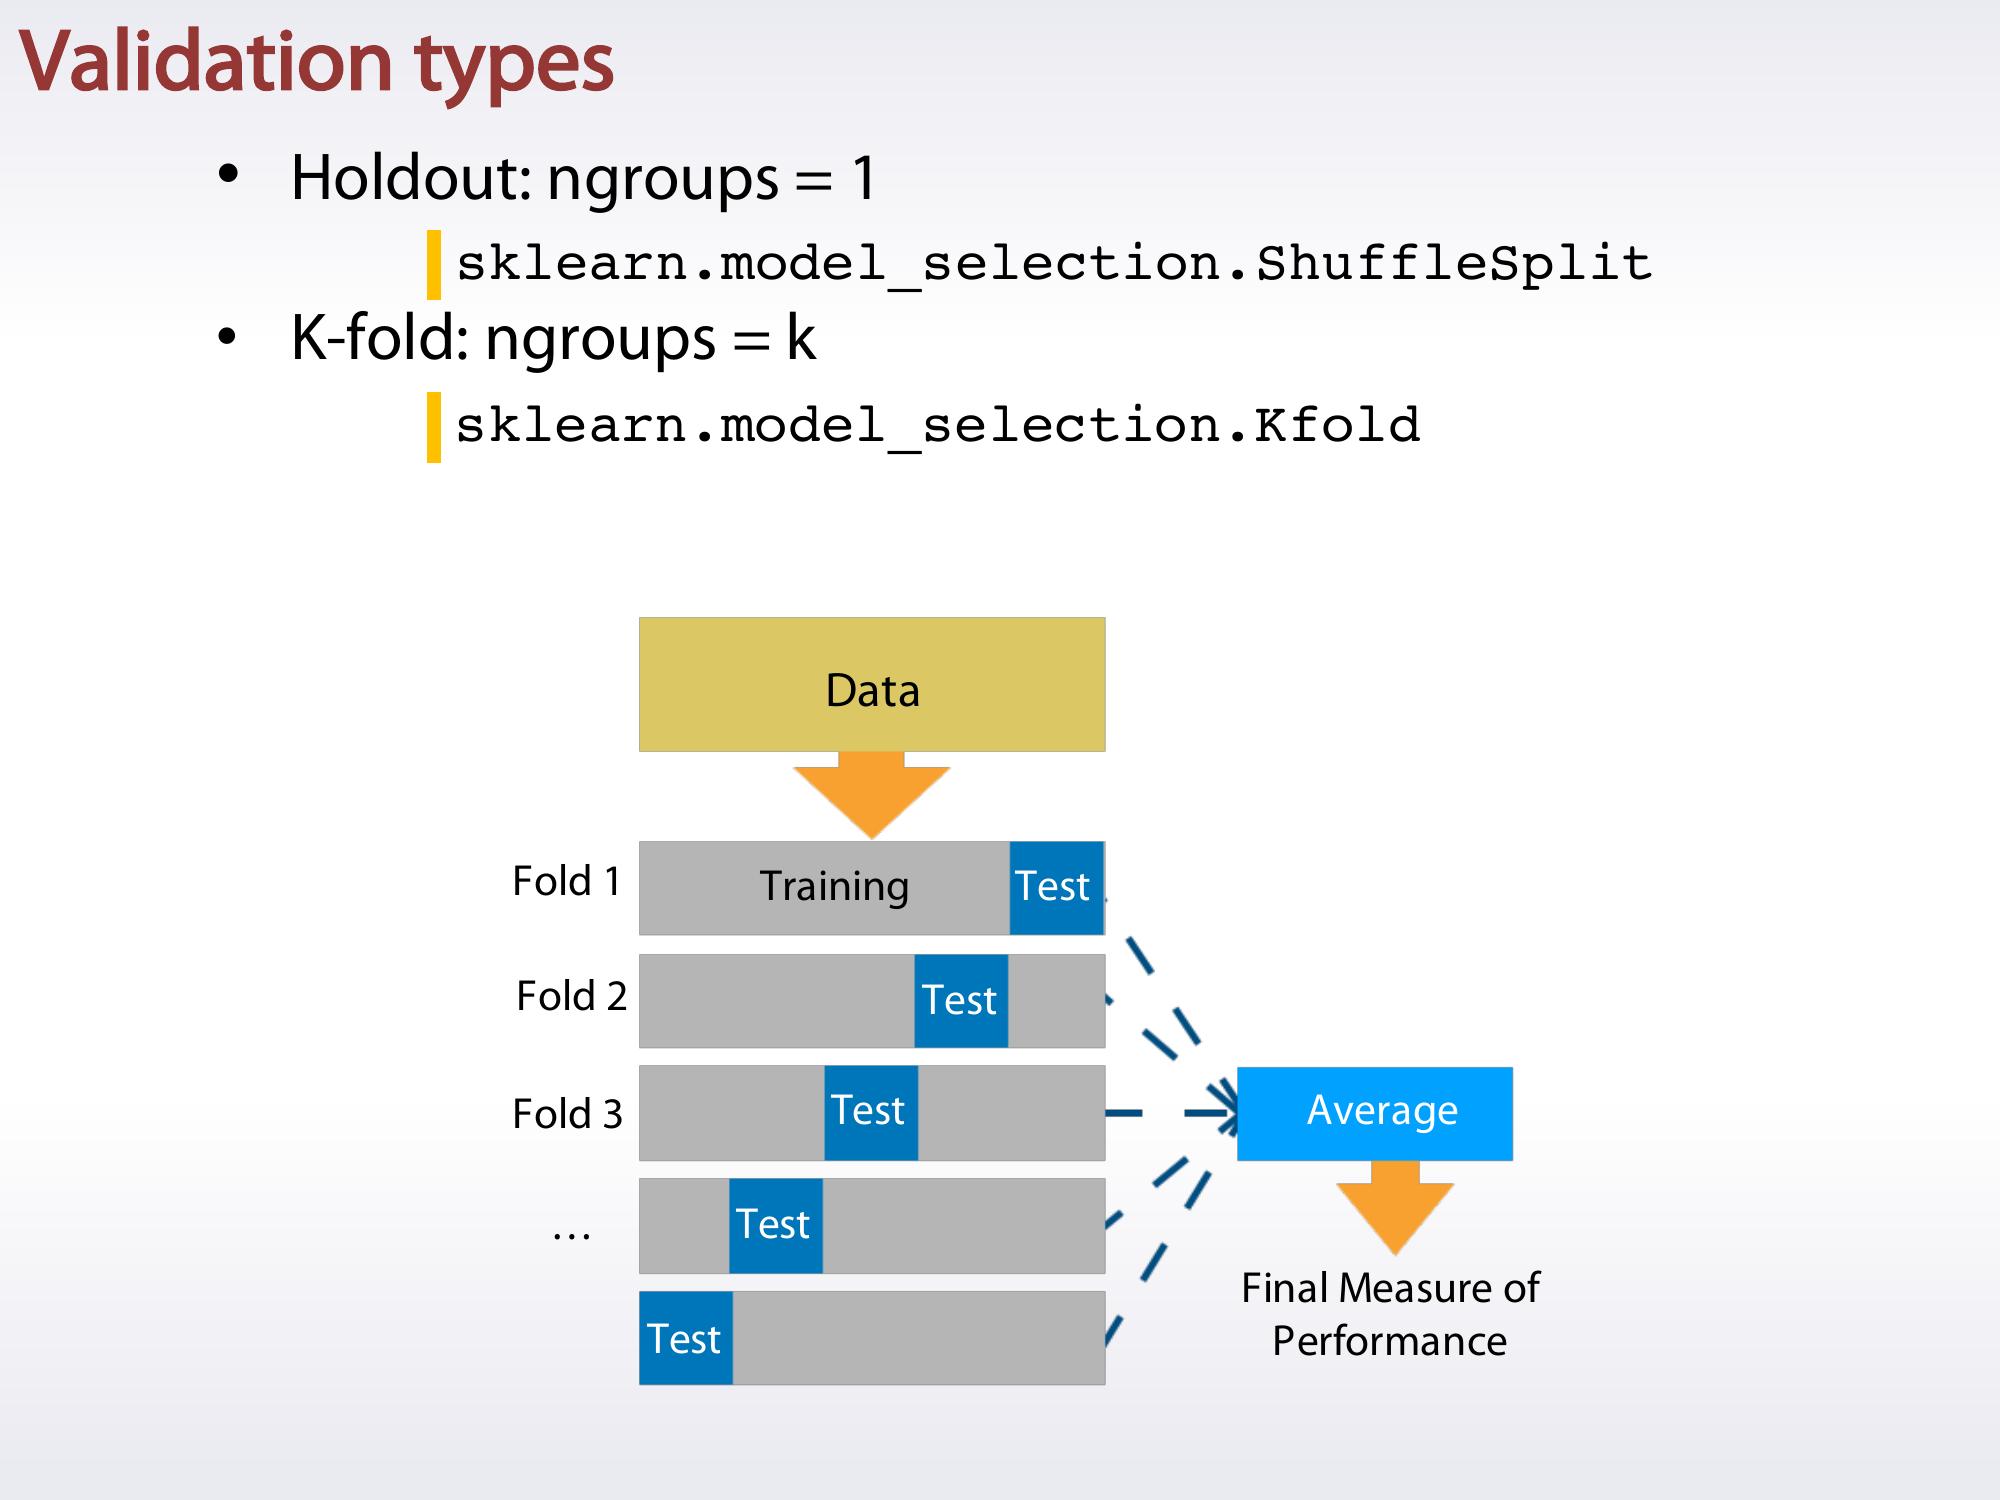 Validation types
• Holdout: ngroups = 1
sklearn.model_selection.ShuffleSplit
• K-fold: ngroups = k
sklearn.model_selection.Kfold
Data
Fold 1 Training Test
Fold 2 Test
Fold 3 Test
Average
... Test
Final Measure of
Performance
Test